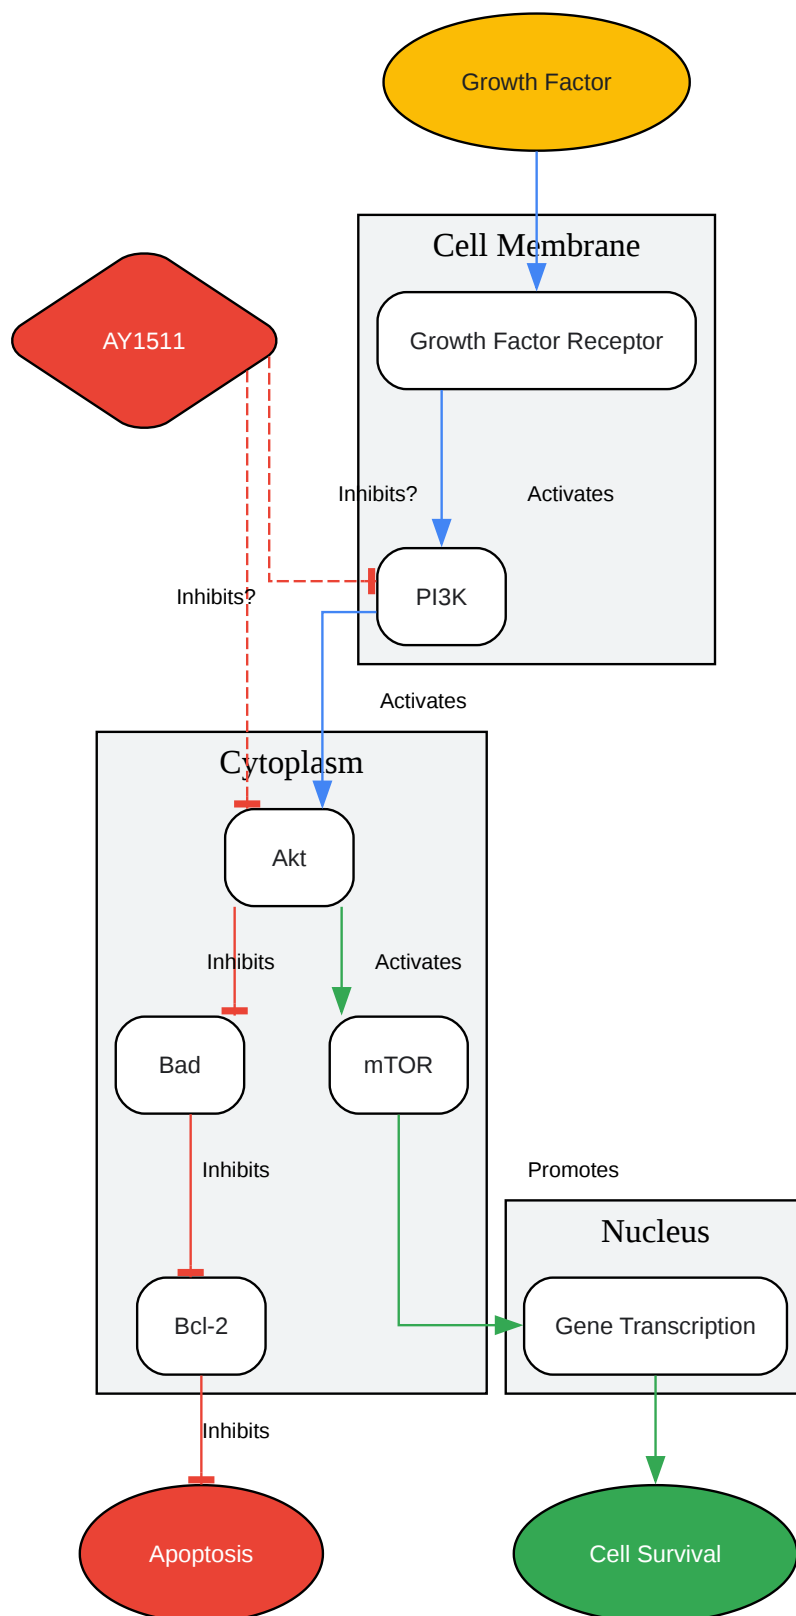 Growth Factor
Cell Membrane
AY1511
Growth Factor Receptor
Inhibits?
Activates
Inhibits?
PI3K
Activates
Cytoplasm
Akt
Inhibits
Activates
Bad
mTOR
Inhibits
Promotes
Nucleus
Bcl-2
Gene Transcription
Inhibits
Apoptosis
Cell Survival